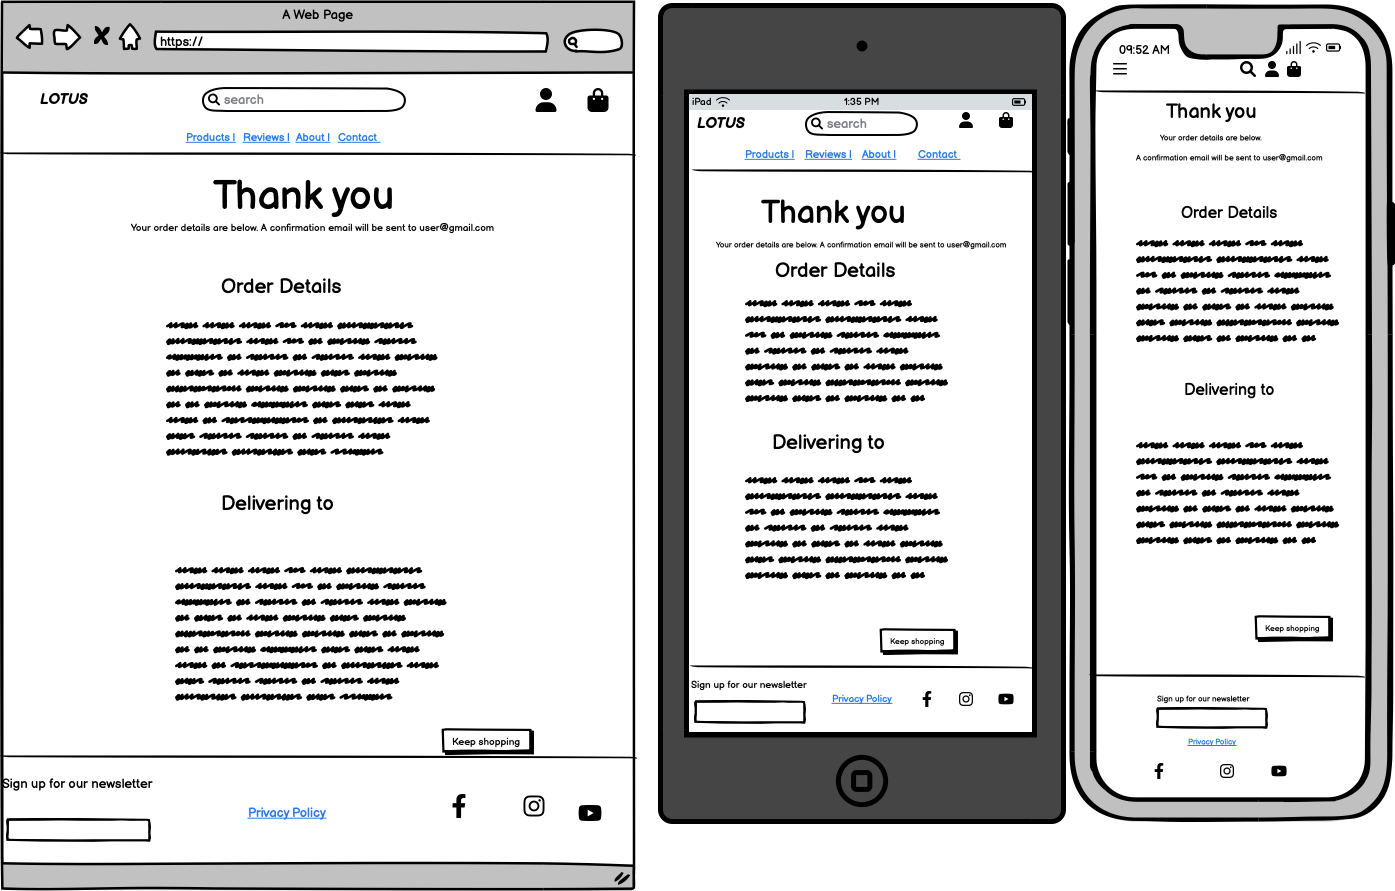 A Web Page
https://
LOTUS
search
Products | Reviews | About | Contact
Thank you
Your order details are below. A confirmation email will be sent to user@gmail.com
Order Details
Delivering to
Keep shopping
Sign up for our newsletter
Privacy Policy
iPad 1:35 PM
LOTUS
search
Products | Reviews | About | Contact
Thank you
Your order details are below. A confirmation email will be sent to user@gmail.com
Order Details
Delivering to
Keep shopping
Sign up for our newsletter
Privacy Policy
09:52 AM
Thank you
Your order details are below.
A confirmation email will be sent to user@gmail.com
Order Details
Delivering to
Keep shopping
Sign up for our newsletter
Privacy Policy